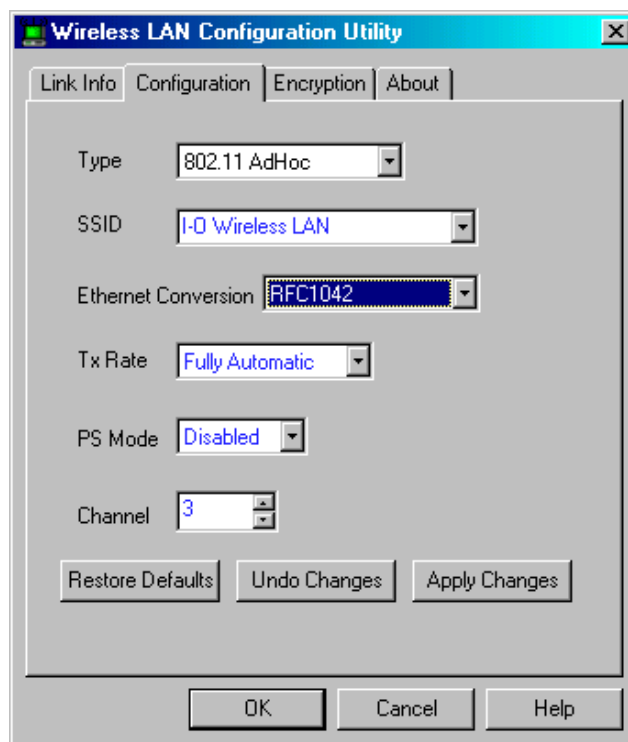 Wireless LAN Configuration Utility
Link Info Configuration Encryption About
Type 802.11 AdHoc
SSID I-O Wireless LAN
Ethernet Conversion RFC1042
Tx Rate Fully Automatic
PS Mode Disabled
Channel 3
Restore Defaults Undo Changes Apply Changes
OK Cancel Help